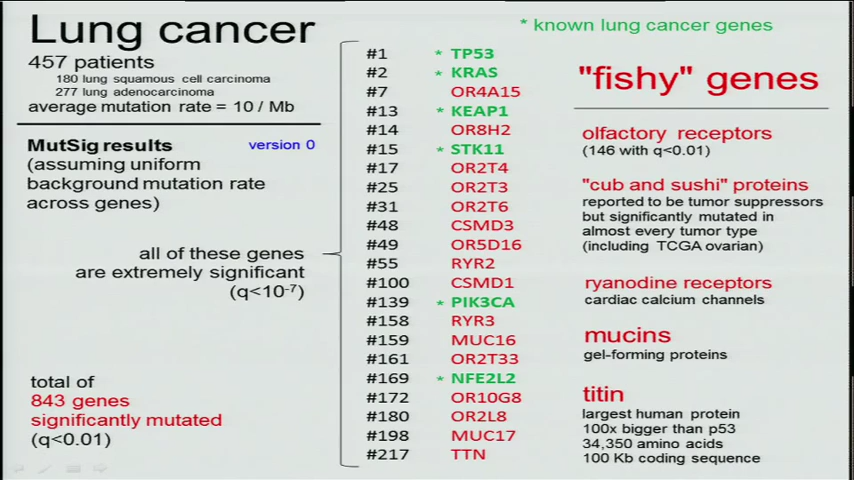 Lung cancer
457 patients
180 lung squamous cell carcinoma
277 lung adenocarcinoma
average mutation rate = 10 / Mb
MutSig results version 0
(assuming uniform
background mutation rate
across genes)
all of these genes
are extremely significant
(q<10-7)
total of
843 genes
significantly mutated
(q<0.01)
* known lung cancer genes
#1 * TP53
#2 * KRAS
#7 OR4A15
#13 * KEAP1
#14 OR8H2
#15 * STK11
#17 OR2T4
#25 OR2T3
#31 OR2T6
#48 CSMD3
#49 OR5D16
#55 RYR2
#100 CSMD1
#139 * PIK3CA
#158 RYR3
#159 MUC16
#161 OR2T33
#169 * NFE2L2
#172 OR10G8
#180 OR2L8
#198 MUC17
#217 TTN
"fishy" genes
olfactory receptors
(146 with q<0.01)
"cub and sushi" proteins
reported to be tumor suppressors
but significantly mutated in
almost every tumor type
(including TCGA ovarian)
ryanodine receptors
cardiac calcium channels
mucins
gel-forming proteins
titin
largest human protein
100x bigger than p53
34,350 amino acids
100 Kb coding sequence